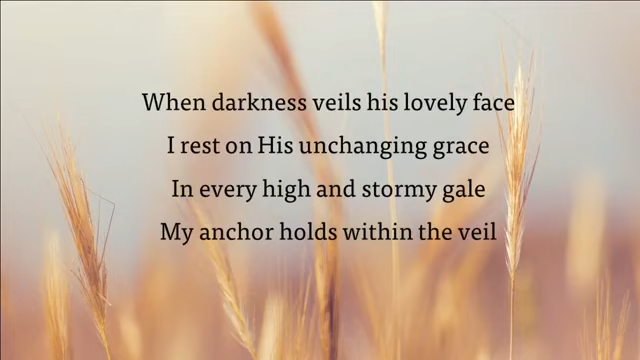 When darkness veils his lovely face
I rest on His unchanging grace
In every high and stormy gale
My anchor holds within the veil